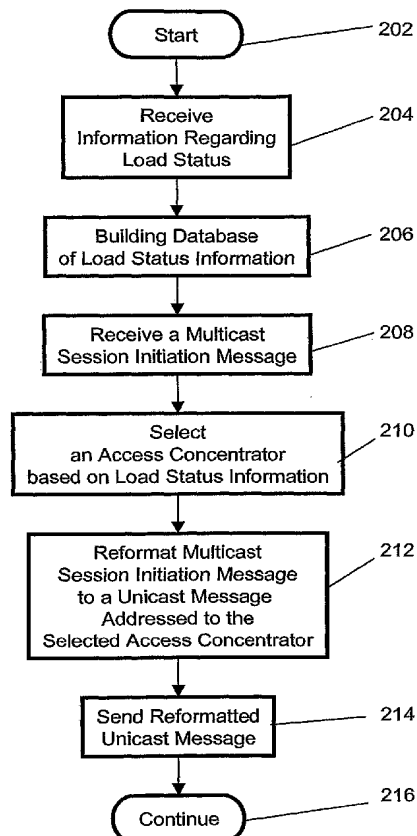 Start
202
Receive
Information Regarding
Load Status
204
Building Database
of Load Status Information
206
Receive a Multicast
Session Initiation Message
208
Select
an Access Concentrator
based on Load Status Information
210
Reformat Multicast
Session Initiation Message
to a Unicast Message
Addressed to the
Selected Access Concentrator
212
Send Reformatted
Unicast Message
214
Continue
216